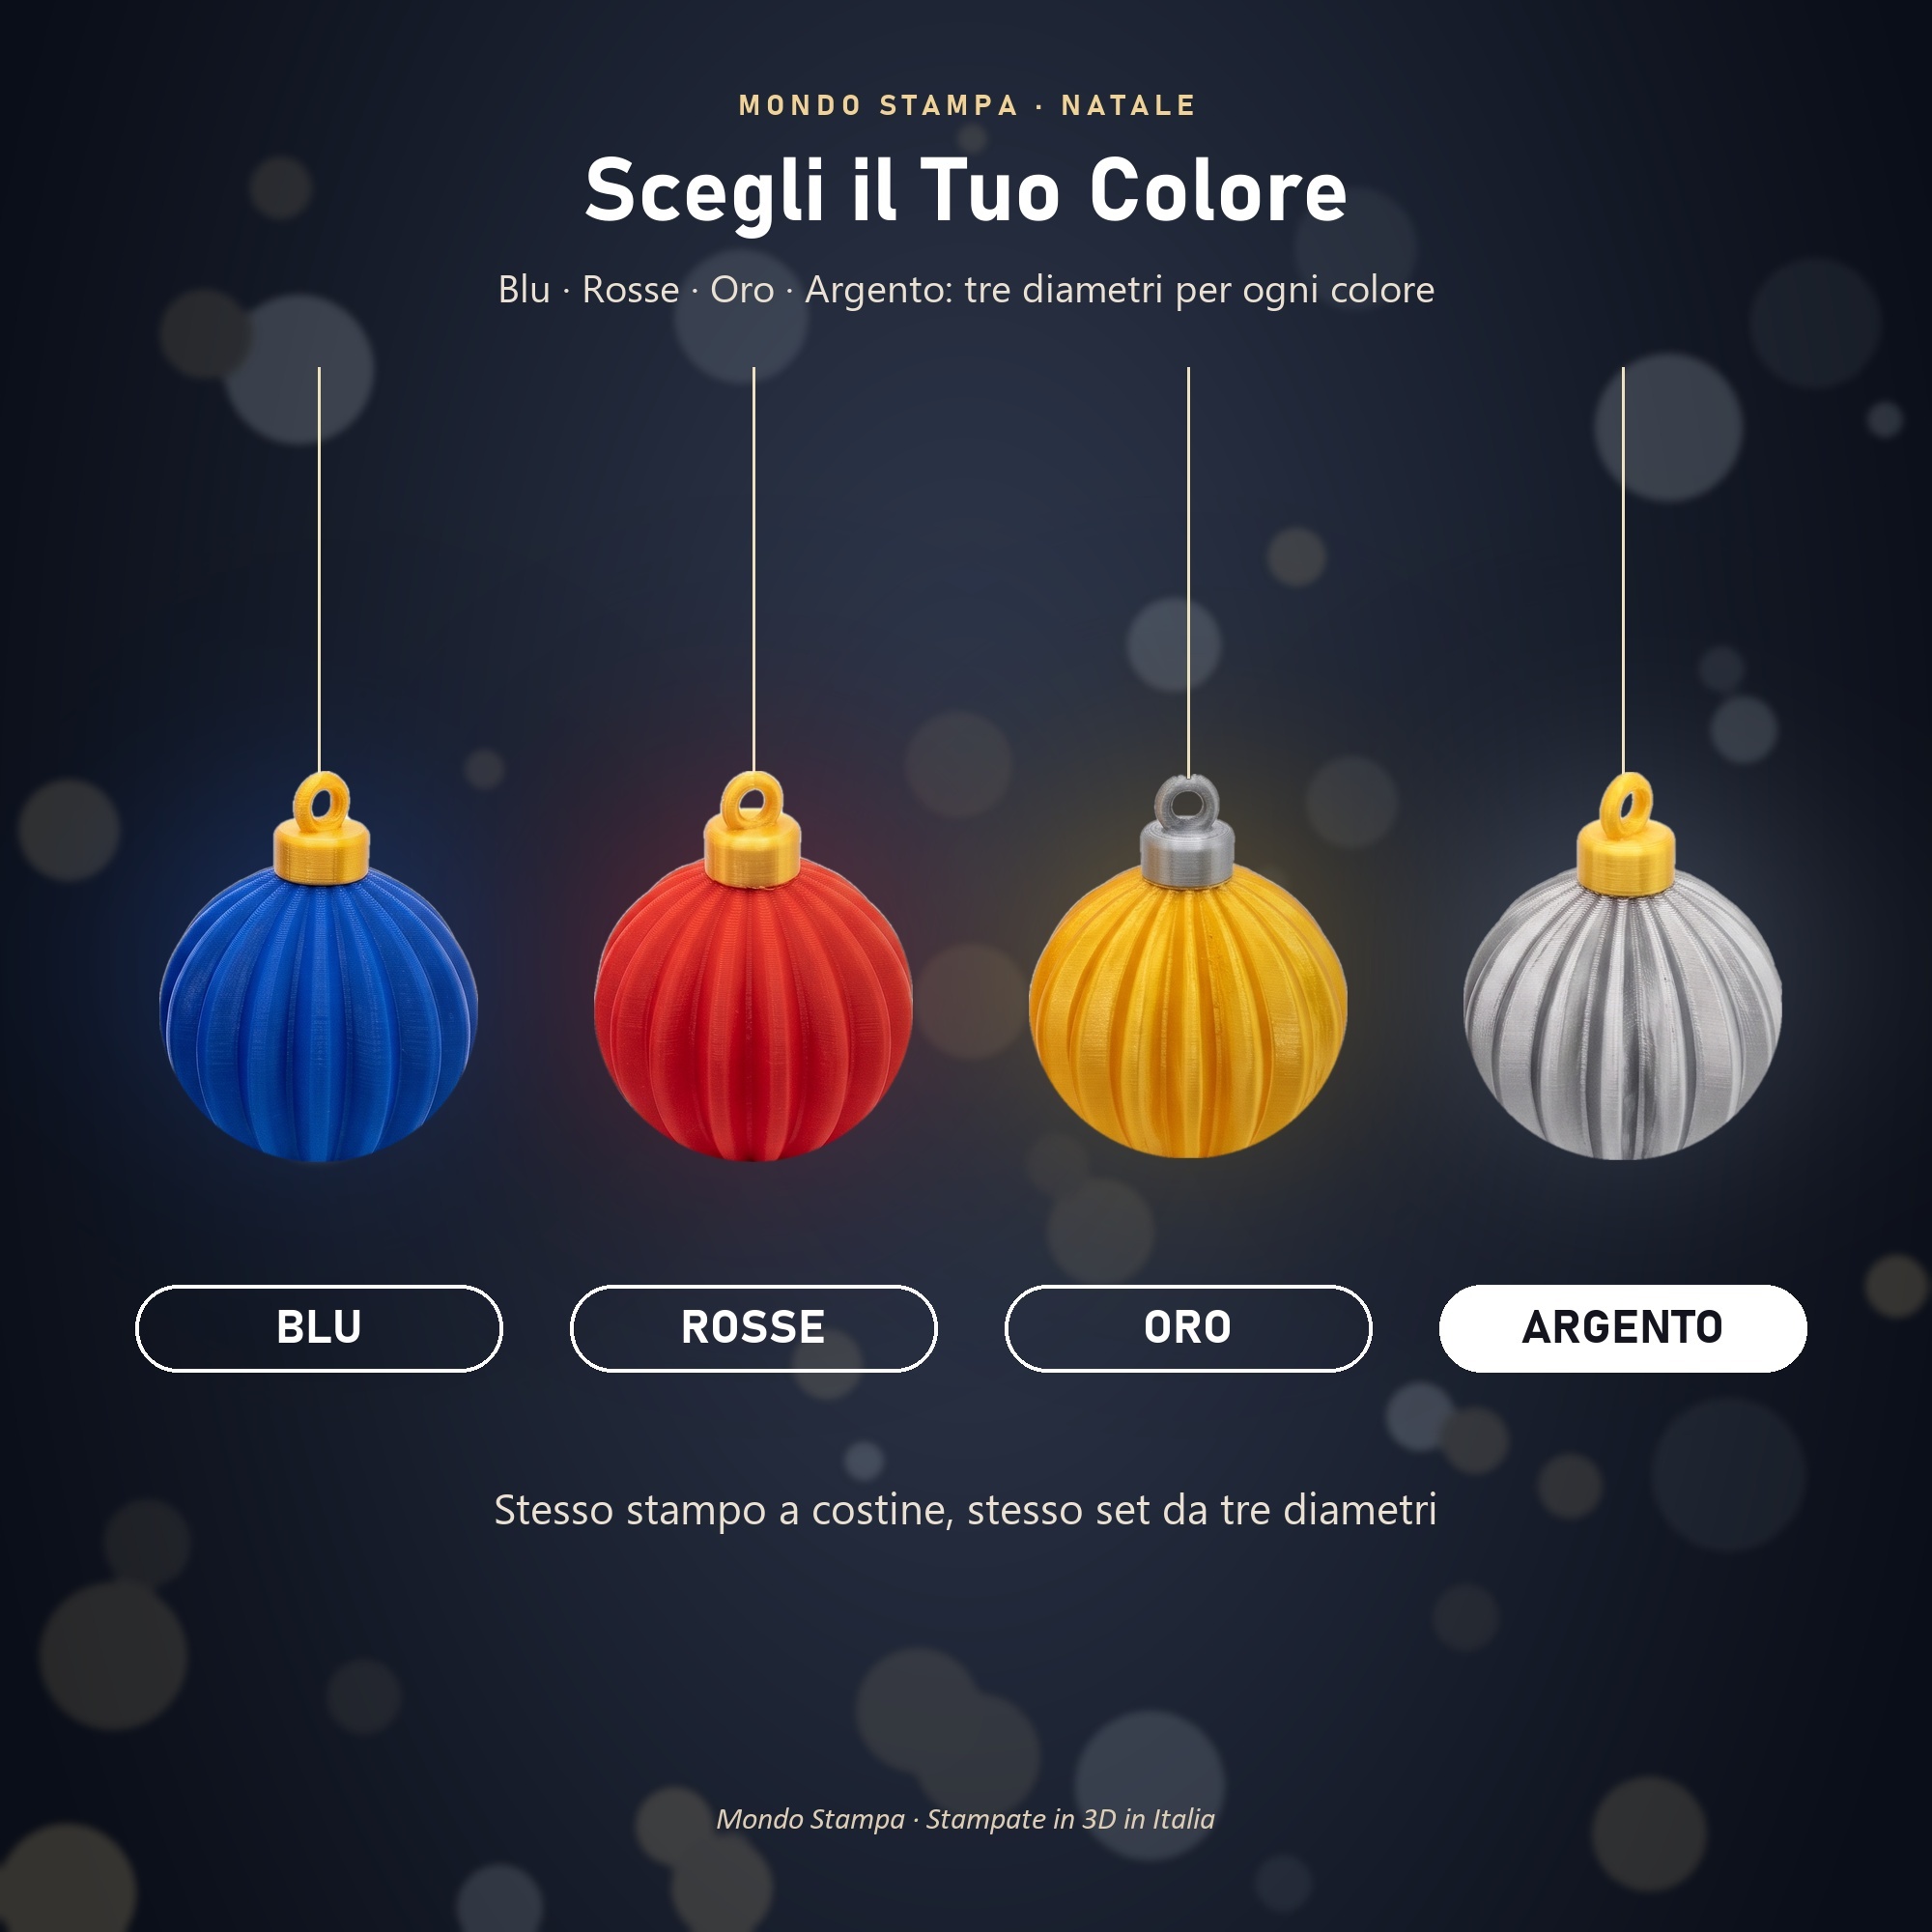 MONDO STAMPA · NATALE
Scegli il Tuo Colore
Blu · Rosse · Oro · Argento: tre diametri per ogni colore
BLU
ROSSE
ORO
ARGENTO
Stesso stampo a costine, stesso set da tre diametri
Mondo Stampa · Stampate in 3D in Italia